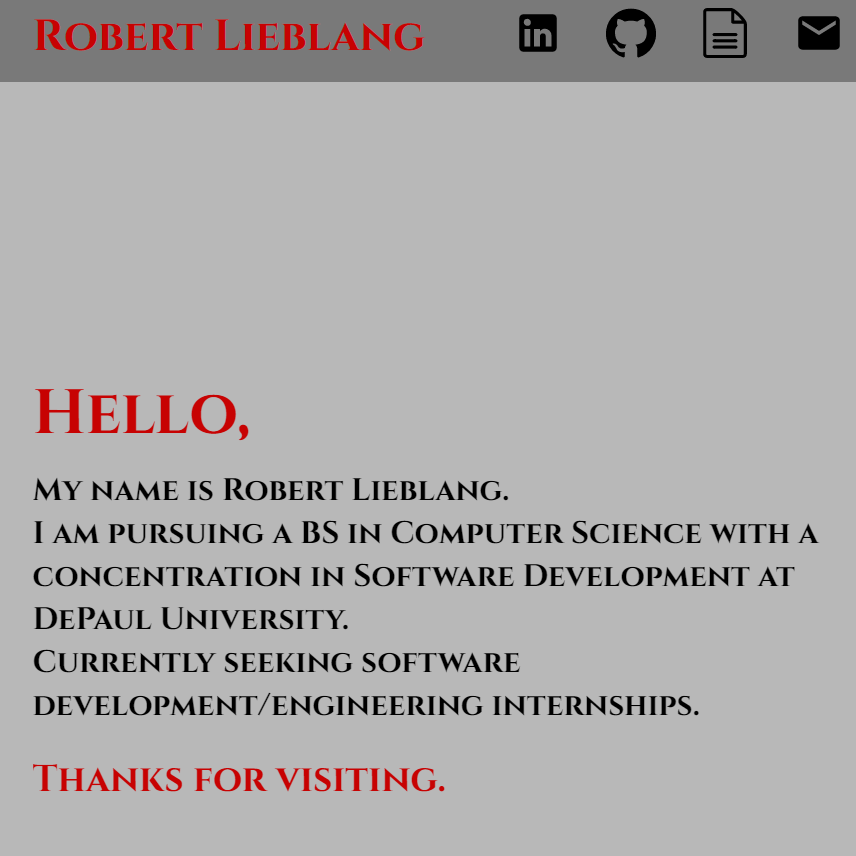 Robert Lieblang
in
Hello,
My name is Robert Lieblang.
I am pursuing a BS in Computer Science with a
concentration in Software Development at
DePaul University.
Currently seeking software
development/engineering internships.
Thanks for visiting.